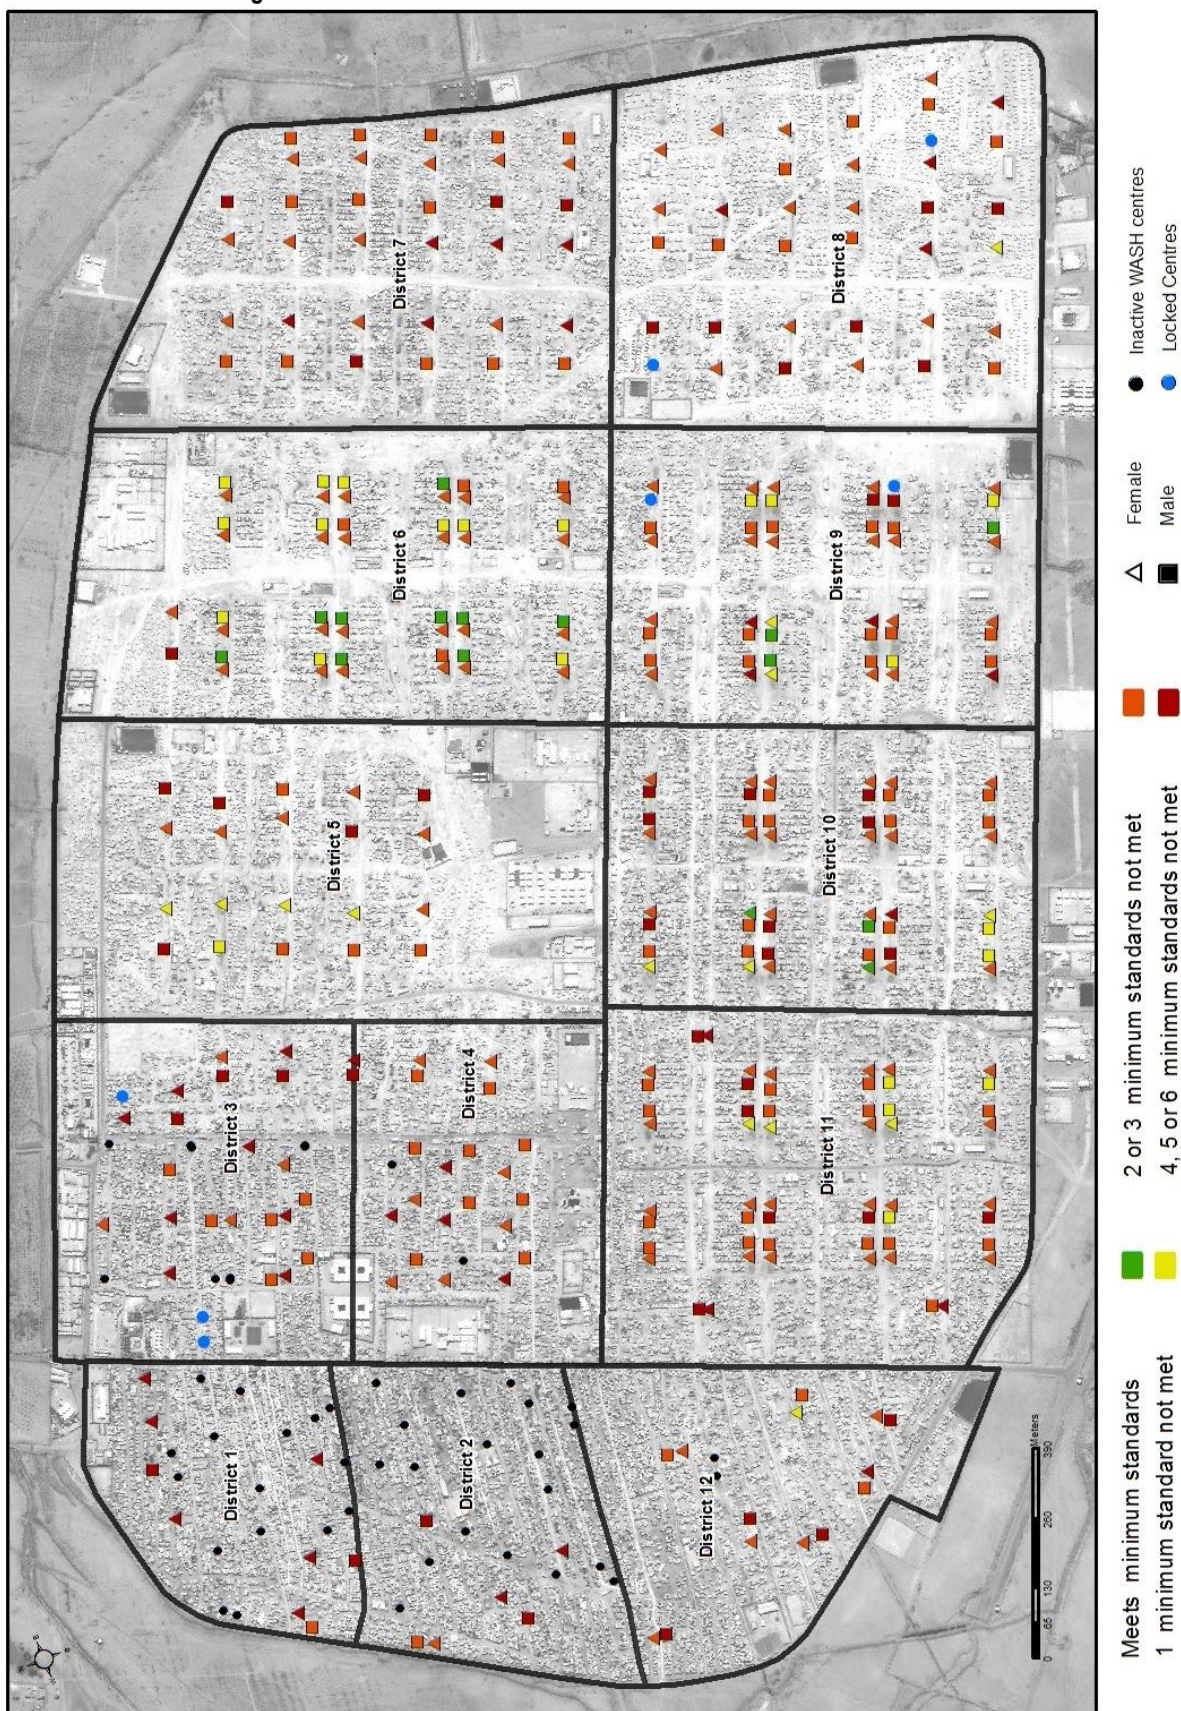 District 7
District 8
District 6
District 9
District 5
District 10
District 4
District 3
District 11
District 1
District 2
District 12
0 65 130 260 390
Meters
Meets minimum standards
1 minimum standard not met
2 or 3 minimum standards not met
4, 5 or 6 minimum standards not met
Female
Male
Inactive WASH centres
Locked Centres